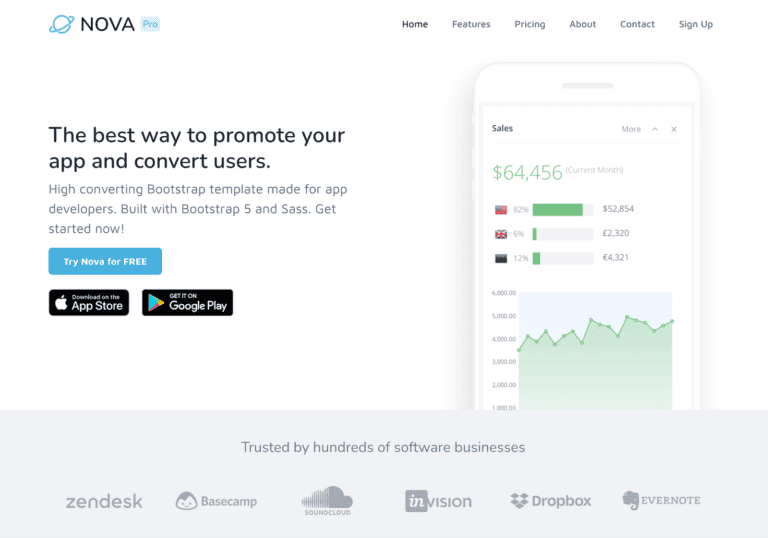 NOVA Pro
Home Features Pricing About Contact Sign Up
The best way to promote your
app and convert users.
High converting Bootstrap template made for app
developers. Built with Bootstrap 5 and Sass. Get
started now!
Try Nova for FREE
Download on the
App Store
GET IT ON
Google Play
Sales More
$64,456 (Current Month)
82% $52,854
6% £2,320
12% €4,321
6,000.00
5,000.00
4,000.00
3,000.00
2,000.00
1,000.00
Trusted by hundreds of software businesses
zendesk
Basecamp
SOUNDCLOUD
inVISION
Dropbox
EVERNOTE